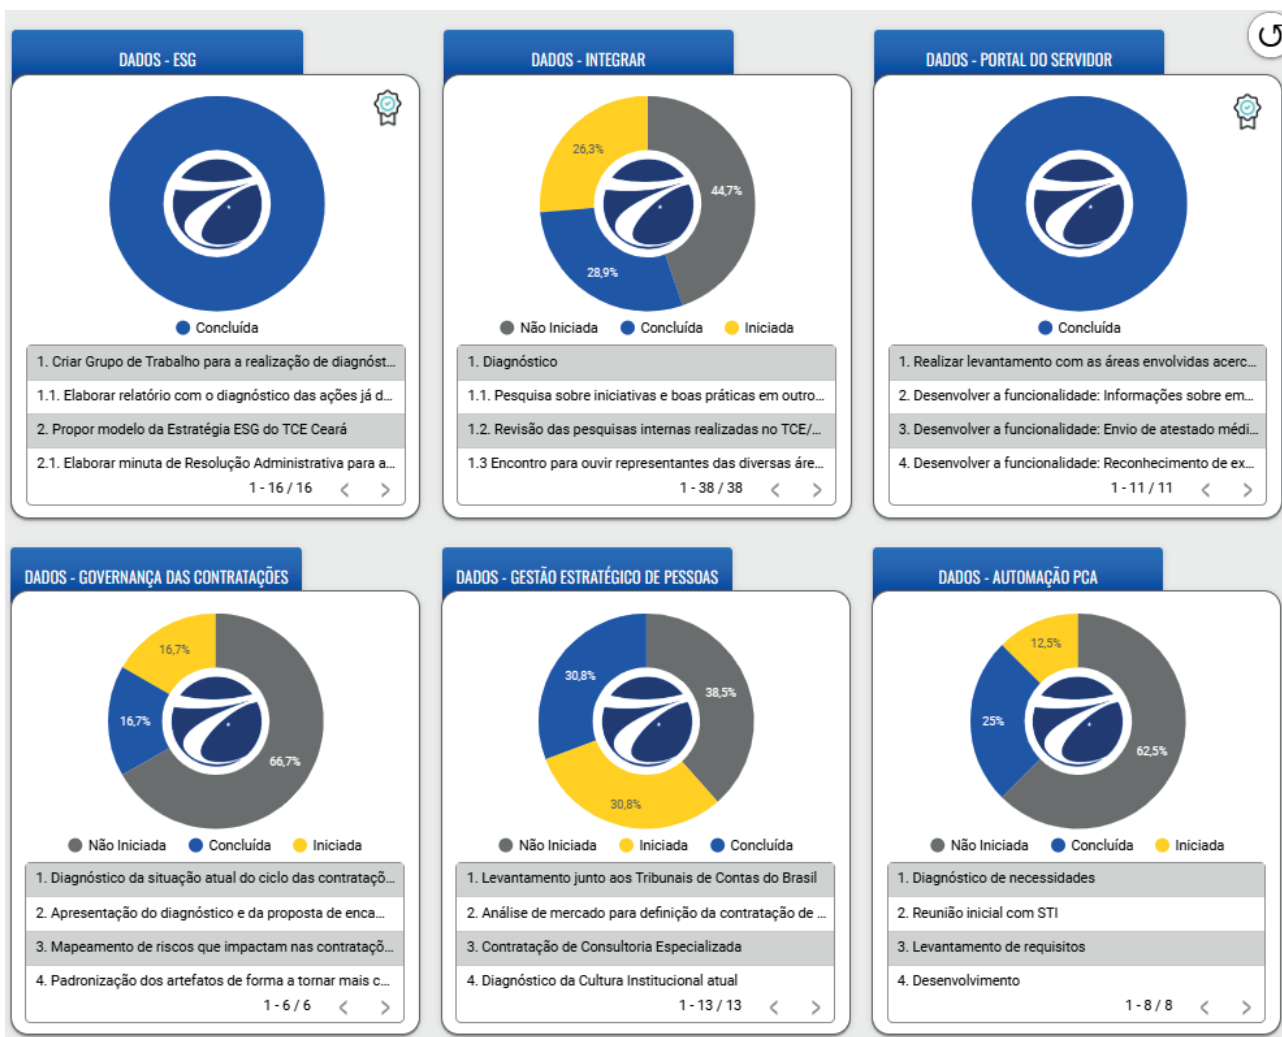 DADOS - ESG
Concluída
1. Criar Grupo de Trabalho para a realização de diagnóst...
1.1. Elaborar relatório com o diagnóstico das ações já d...
2. Propor modelo da Estratégia ESG do TCE Ceará
2.1. Elaborar minuta de Resolução Administrativa para a...
1 - 16 / 16
DADOS - INTEGRAR
26,3%
44,7%
28,9%
Não Iniciada Concluída Iniciada
1. Diagnóstico
1.1. Pesquisa sobre iniciativas e boas práticas em outro...
1.2. Revisão das pesquisas internas realizadas no TCE/...
1.3 Encontro para ouvir representantes das diversas áre...
1 - 38 / 38
DADOS - PORTAL DO SERVIDOR
Concluída
1. Realizar levantamento com as áreas envolvidas acerc...
2. Desenvolver a funcionalidade: Informações sobre em...
3. Desenvolver a funcionalidade: Envio de atestado médi...
4. Desenvolver a funcionalidade: Reconhecimento de ex...
1 - 11 / 11
DADOS - GOVERNANÇA DAS CONTRATAÇÕES
16,7%
16,7%
66,7%
Não Iniciada Concluída Iniciada
1. Diagnóstico da situação atual do ciclo das contrataçõ...
2. Apresentação do diagnóstico e da proposta de enca...
3. Mapeamento de riscos que impactam nas contrataçõ...
4. Padronização dos artefatos de forma a tornar mais c...
1 - 6 / 6
DADOS - GESTÃO ESTRATÉGICO DE PESSOAS
30,8%
38,5%
30,8%
Não Iniciada Iniciada Concluída
1. Levantamento junto aos Tribunais de Contas do Brasil
2. Análise de mercado para definição da contratação de ...
3. Contratação de Consultoria Especializada
4. Diagnóstico da Cultura Institucional atual
1 - 13 / 13
DADOS - AUTOMAÇÃO PCA
12,5%
25%
62,5%
Não Iniciada Concluída Iniciada
1. Diagnóstico de necessidades
2. Reunião inicial com STI
3. Levantamento de requisitos
4. Desenvolvimento
1 - 8 / 8